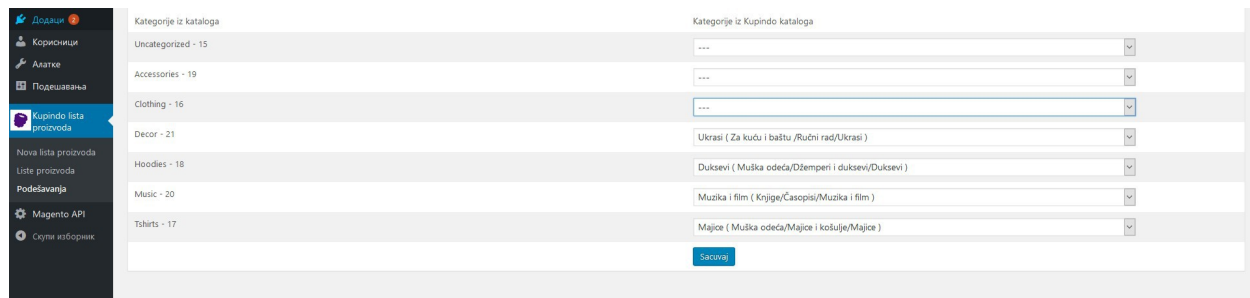 Додаци 2
Корисници
Алатке
Подешавања
Kupindo lista
proizvoda
Nova lista proizvoda
Liste proizvoda
Podešavanja
Magento API
Скупи изборник
Kategorije iz kataloga Kategorije iz Kupindo kataloga
Uncategorized - 15 ---
Accessories - 19 ---
Clothing - 16 ---
Decor - 21 Ukrasi ( Za kuću i baštu /Ručni rad/Ukrasi )
Hoodies - 18 Duksevi ( Muška odeća/Džemperi i duksevi/Duksevi )
Music - 20 Muzika i film ( Knjige/Časopisi/Muzika i film )
Tshirts - 17 Majice ( Muška odeća/Majice i košulje/Majice )
Sacuvaj